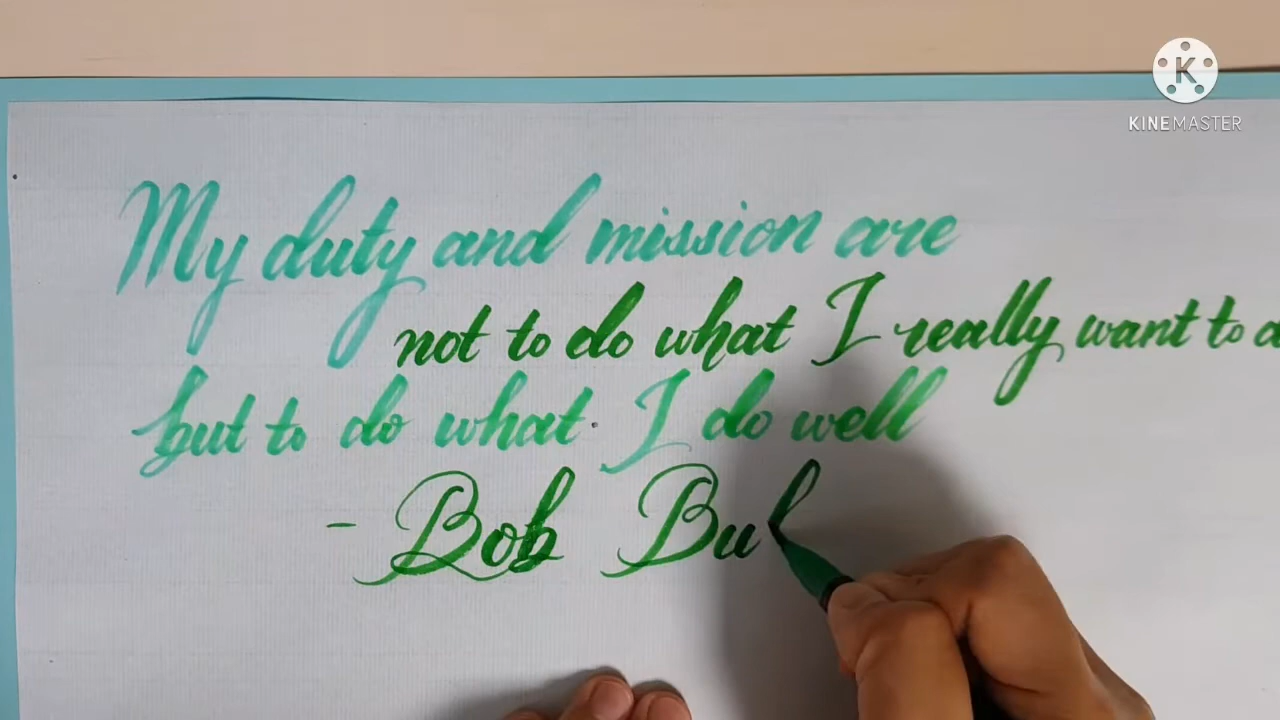 KINEMASTER
My duty and mission are
not to do what I really want to
but to do what I do well
- Bob Bu